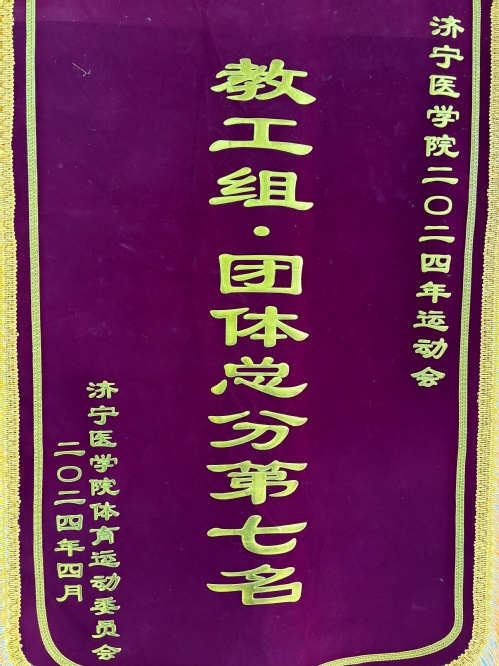 济宁医学院二〇二四年运动会
教工组·团体总分第七名
济宁医学院体育运动委员会
二〇二四年四月